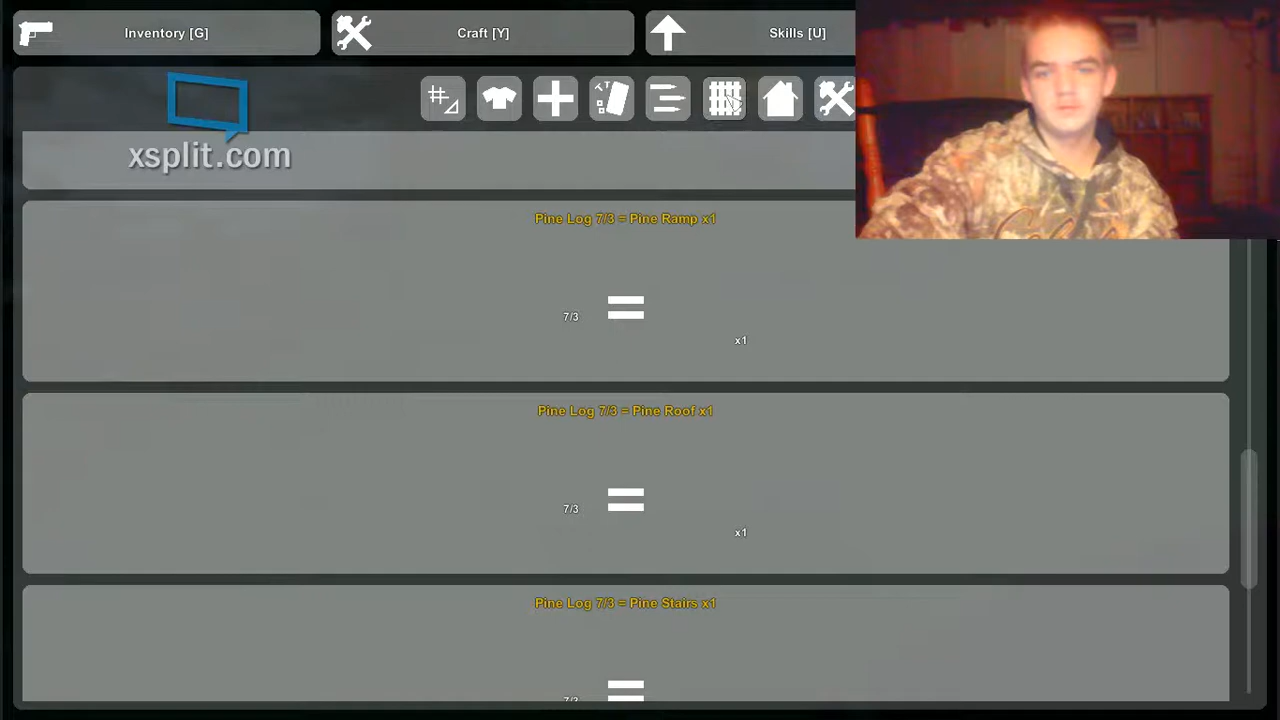 Inventory [G]
Craft [Y]
Skills [U]
xsplit.com
Pine Log 7/3 = Pine Ramp x1
7/3
x1
Pine Log 7/3 = Pine Roof x1
7/3
x1
Pine Log 7/3 = Pine Stairs x1